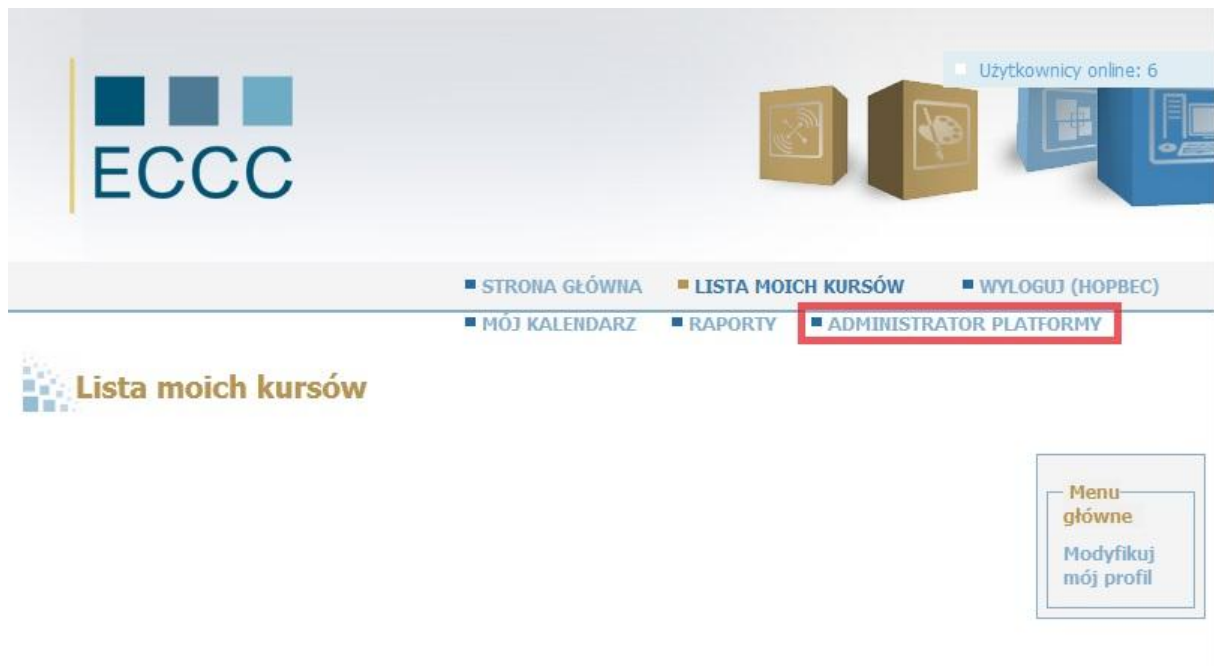 Użytkownicy online: 6
ECCC
STRONA GŁÓWNA LISTA MOICH KURSÓW WYLOGUJ (HOPBEC)
MÓJ KALENDARZ RAPORTY ADMINISTRATOR PLATFORMY
Lista moich kursów
Menu
główne
Modyfikuj
mój profil